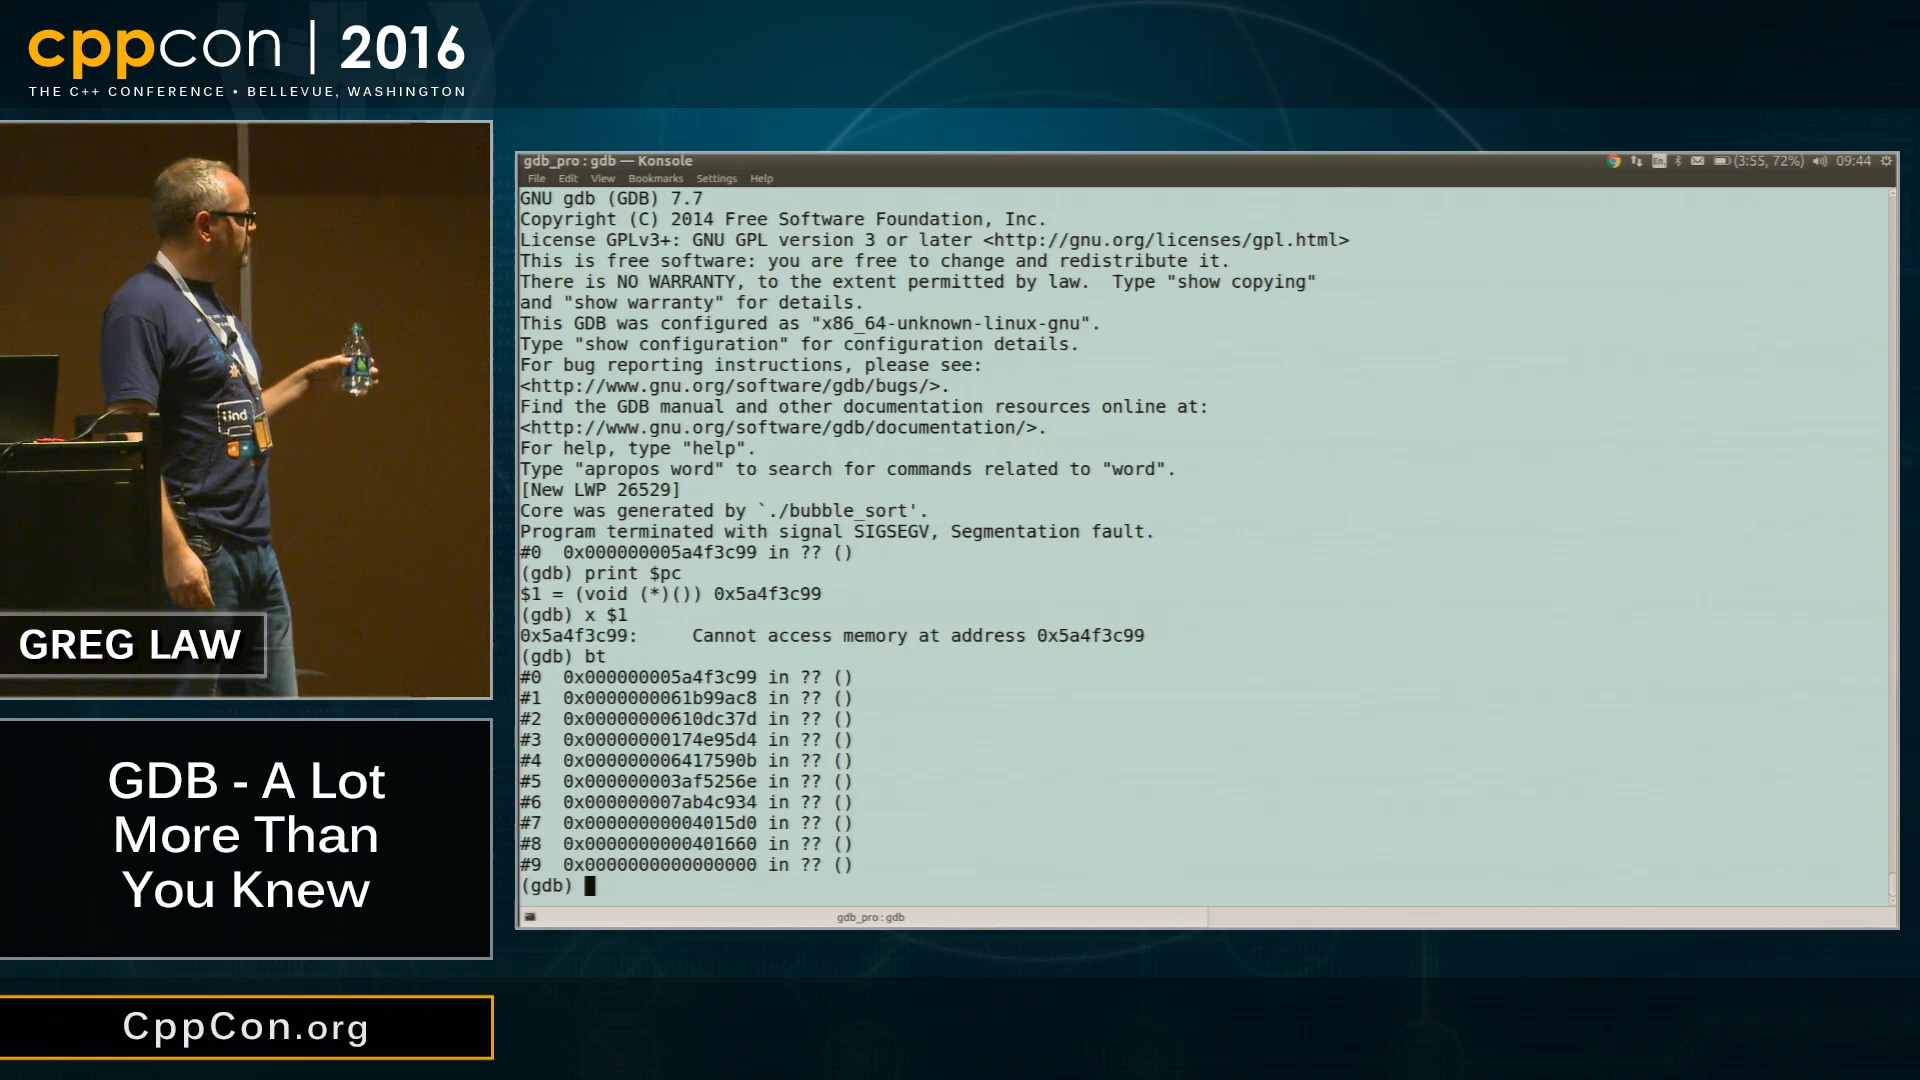 cppcon | 2016
THE C++ CONFERENCE • BELLEVUE, WASHINGTON
Und
GREG LAW
GDB - A Lot
More Than
You Knew
CppCon.org
gdb_pro : gdb — Konsole
(3:55, 72%) 09:44
File Edit View Bookmarks Settings Help
GNU gdb (GDB) 7.7
Copyright (C) 2014 Free Software Foundation, Inc.
License GPLv3+: GNU GPL version 3 or later <http://gnu.org/licenses/gpl.html>
This is free software: you are free to change and redistribute it.
There is NO WARRANTY, to the extent permitted by law.  Type "show copying"
and "show warranty" for details.
This GDB was configured as "x86_64-unknown-linux-gnu".
Type "show configuration" for configuration details.
For bug reporting instructions, please see:
<http://www.gnu.org/software/gdb/bugs/>.
Find the GDB manual and other documentation resources online at:
<http://www.gnu.org/software/gdb/documentation/>.
For help, type "help".
Type "apropos word" to search for commands related to "word".
[New LWP 26529]
Core was generated by `./bubble_sort'.
Program terminated with signal SIGSEGV, Segmentation fault.
#0  0x000000005a4f3c99 in ?? ()
(gdb) print $pc
$1 = (void (*)()) 0x5a4f3c99
(gdb) x $1
0x5a4f3c99:     Cannot access memory at address 0x5a4f3c99
(gdb) bt
#0  0x000000005a4f3c99 in ?? ()
#1  0x0000000061b99ac8 in ?? ()
#2  0x00000000610dc37d in ?? ()
#3  0x00000000174e95d4 in ?? ()
#4  0x000000006417590b in ?? ()
#5  0x000000003af5256e in ?? ()
#6  0x000000007ab4c934 in ?? ()
#7  0x00000000004015d0 in ?? ()
#8  0x0000000000401660 in ?? ()
#9  0x0000000000000000 in ?? ()
(gdb)
gdb_pro : gdb